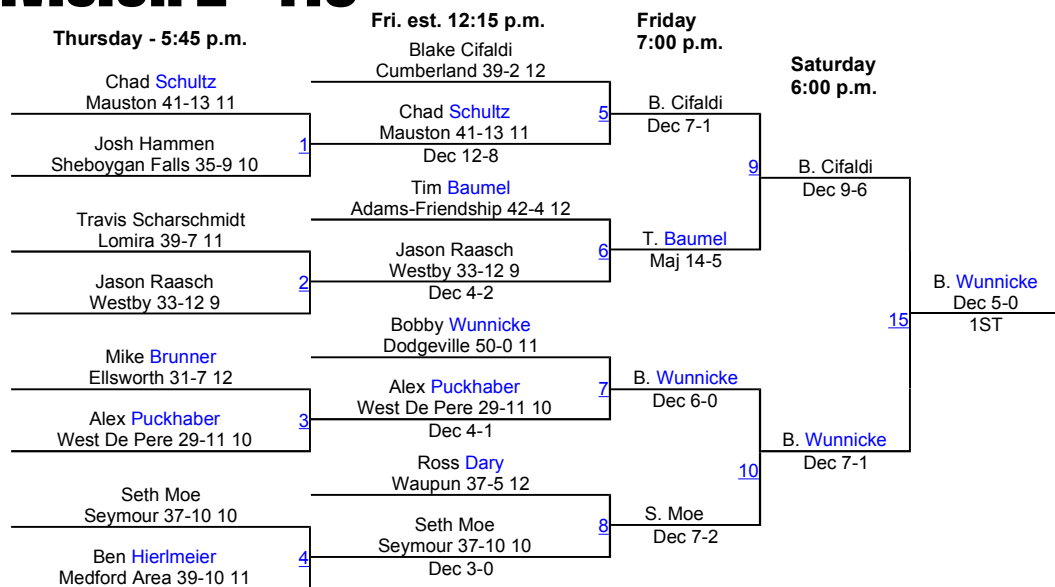 Thursday - 5:45 p.m.
Chad Schultz
Mauston 41-13 11
Josh Hammen
Sheboygan Falls 35-9 10
1
Travis Scharschmidt
Lomira 39-7 11
Jason Raasch
Westby 33-12 9
2
Mike Brunner
Ellsworth 31-7 12
Alex Puckhaber
West De Pere 29-11 10
3
Seth Moe
Seymour 37-10 10
Ben Hierlmeier
Medford Area 39-10 11
4
Fri. est. 12:15 p.m.
Blake Cifaldi
Cumberland 39-2 12
Chad Schultz
Mauston 41-13 11
Dec 12-8
5
Tim Baumel
Adams-Friendship 42-4 12
Jason Raasch
Westby 33-12 9
Dec 4-2
6
Bobby Wunnicke
Dodgeville 50-0 11
Alex Puckhaber
West De Pere 29-11 10
Dec 4-1
7
Ross Dary
Waupun 37-5 12
Seth Moe
Seymour 37-10 10
Dec 3-0
8
Friday
7:00 p.m.
B. Cifaldi
Dec 7-1
9
T. Baumel
Maj 14-5
B. Wunnicke
Dec 6-0
10
S. Moe
Dec 7-2
Saturday
6:00 p.m.
B. Cifaldi
Dec 9-6
15
B. Wunnicke
Dec 7-1
B. Wunnicke
Dec 5-0
1ST